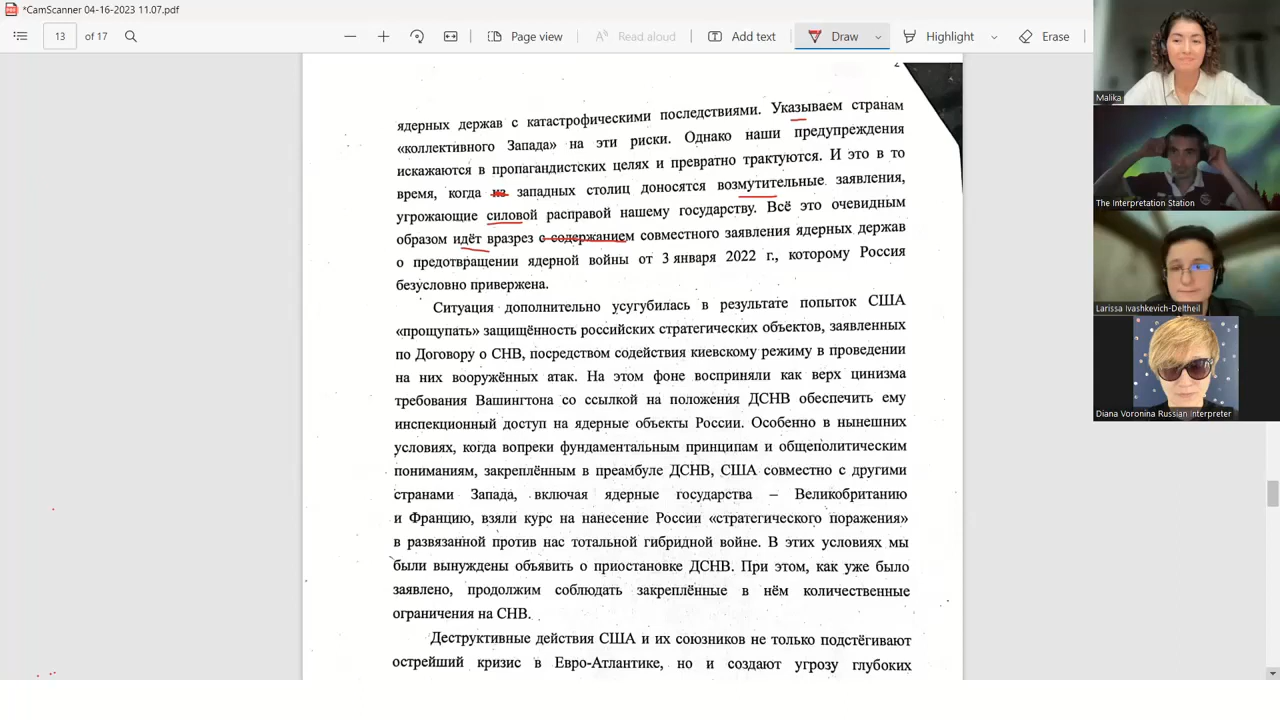 *CamScanner 04-16-2023 11.07.pdf
13 of 17 Page view Read aloud Add text Draw Highlight Erase
2
ядерных держав с катастрофическими последствиями. Указываем странам
«коллективного Запада» на эти риски. Однако наши предупреждения
искажаются в пропагандистских целях и превратно трактуются. И это в то
время, когда из западных столиц доносятся возмутительные заявления,
угрожающие силовой расправой нашему государству. Всё это очевидным
образом идёт вразрез с содержанием совместного заявления ядерных держав
о предотвращении ядерной войны от 3 января 2022 г., которому Россия
безусловно привержена.
Ситуация дополнительно усугубилась в результате попыток США
«прощупать» защищённость российских стратегических объектов, заявленных
по Договору о СНВ, посредством содействия киевскому режиму в проведении
на них вооружённых атак. На этом фоне восприняли как верх цинизма
требования Вашингтона со ссылкой на положения ДСНВ обеспечить ему
инспекционный доступ на ядерные объекты России. Особенно в нынешних
условиях, когда вопреки фундаментальным принципам и общеполитическим
пониманиям, закреплённым в преамбуле ДСНВ, США совместно с другими
странами Запада, включая ядерные государства – Великобританию
и Францию, взяли курс на нанесение России «стратегического поражения»
в развязанной против нас тотальной гибридной войне. В этих условиях мы
были вынуждены объявить о приостановке ДСНВ. При этом, как уже было
заявлено, продолжим соблюдать закреплённые в нём количественные
ограничения на СНВ.
Деструктивные действия США и их союзников не только подстёгивают
острейший кризис в Евро-Атлантике, но и создают угрозу глубоких
Malika
The Interpretation Station
Larissa Ivashkevich-Deltheil
Diana Voronina Russian Interpreter